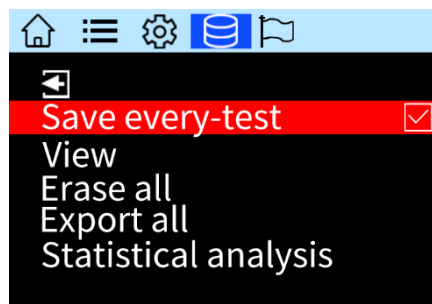 Save every-test
View
Erase all
Export all
Statistical analysis